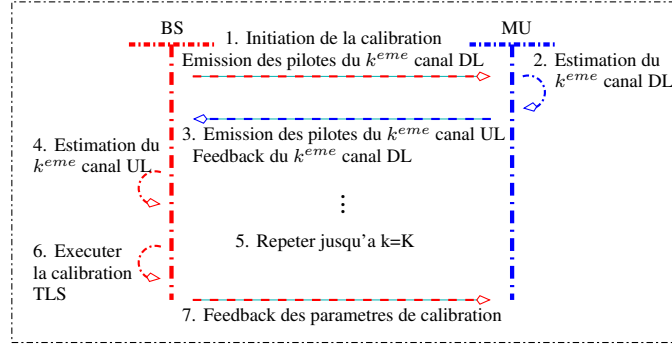 BS
MU
1. Initiation de la calibration
Emission des pilotes du k^{eme} canal DL
2. Estimation du
k^{eme} canal DL
3. Emission des pilotes du k^{eme} canal UL
Feedback du k^{eme} canal DL
4. Estimation du
k^{eme} canal UL
⋮
5. Repeter jusqu'a k=K
6. Executer
la calibration
TLS
7. Feedback des parametres de calibration